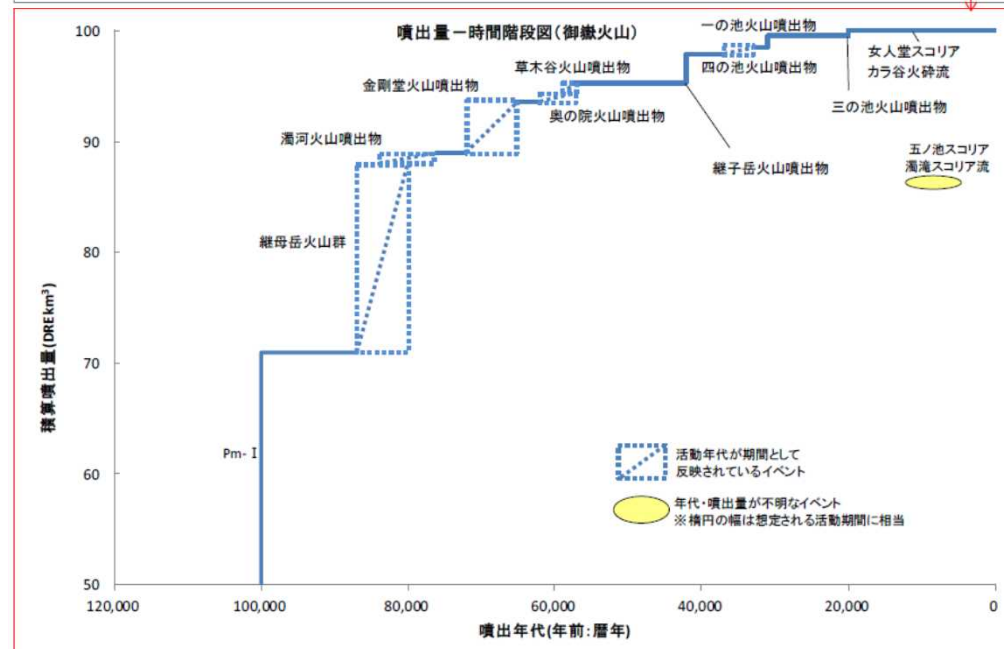 噴出量－時間階段図(御嶽火山)
100
90
80
70
60
50
積算噴出量(DREkm³)
120,000
100,000
80,000
60,000
40,000
20,000
0
噴出年代(年前:暦年)
Pm-Ⅰ
継母岳火山群
濁河火山噴出物
金剛堂火山噴出物
草木谷火山噴出物
奥の院火山噴出物
継子岳火山噴出物
一の池火山噴出物
四の池火山噴出物
三の池火山噴出物
女人堂スコリア
カラ谷火砕流
五ノ池スコリア
濁滝スコリア流
活動年代が期間として
反映されているイベント
年代・噴出量が不明なイベント
※楕円の幅は想定される活動期間に相当